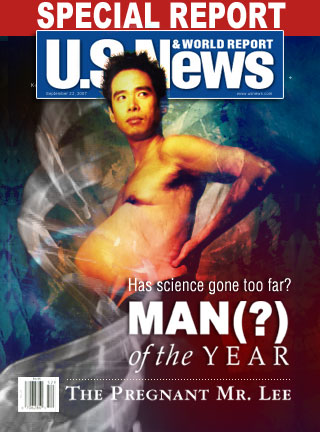 SPECIAL REPORT
& WORLD REPORT
U.S. News
September 23, 2007
www.usnews.com
Has science gone too far?
MAN(?)
of the YEAR
THE PREGNANT MR. LEE